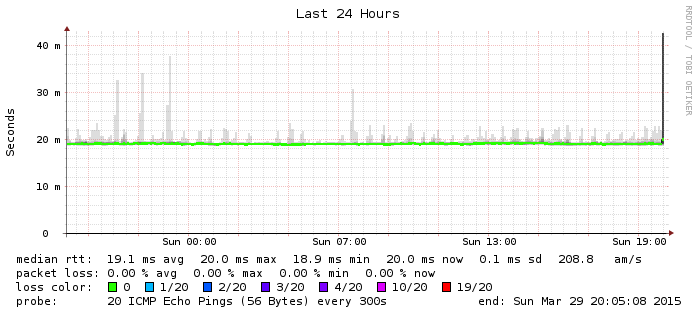 Last 24 Hours
RRDTOOL / TOBI OETIKER
Seconds
40 m
30 m
20 m
10 m
0
Sun 00:00 Sun 07:00 Sun 13:00 Sun 19:00
median rtt: 19.1 ms avg 20.0 ms max 18.9 ms min 20.0 ms now 0.1 ms sd 208.8 am/s
packet loss: 0.00 % avg 0.00 % max 0.00 % min 0.00 % now
loss color: 0 1/20 2/20 3/20 4/20 10/20 19/20
probe: 20 ICMP Echo Pings (56 Bytes) every 300s end: Sun Mar 29 20:05:08 2015